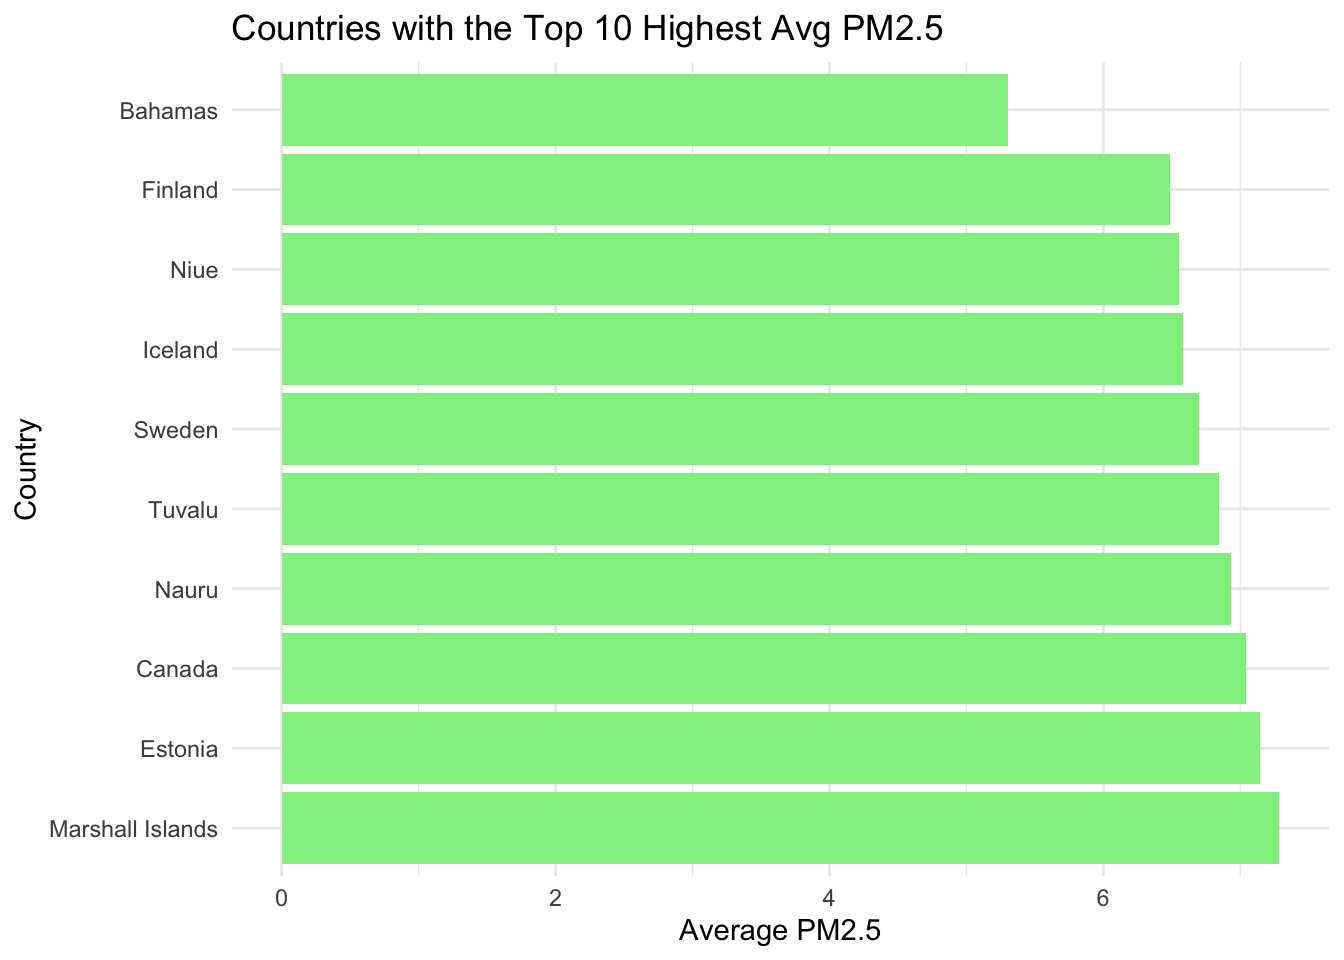 Countries with the Top 10 Highest Avg PM2.5
Bahamas
Finland
Niue
Iceland
Sweden
Tuvalu
Nauru
Canada
Estonia
Marshall Islands
Country
0 2 4 6
Average PM2.5